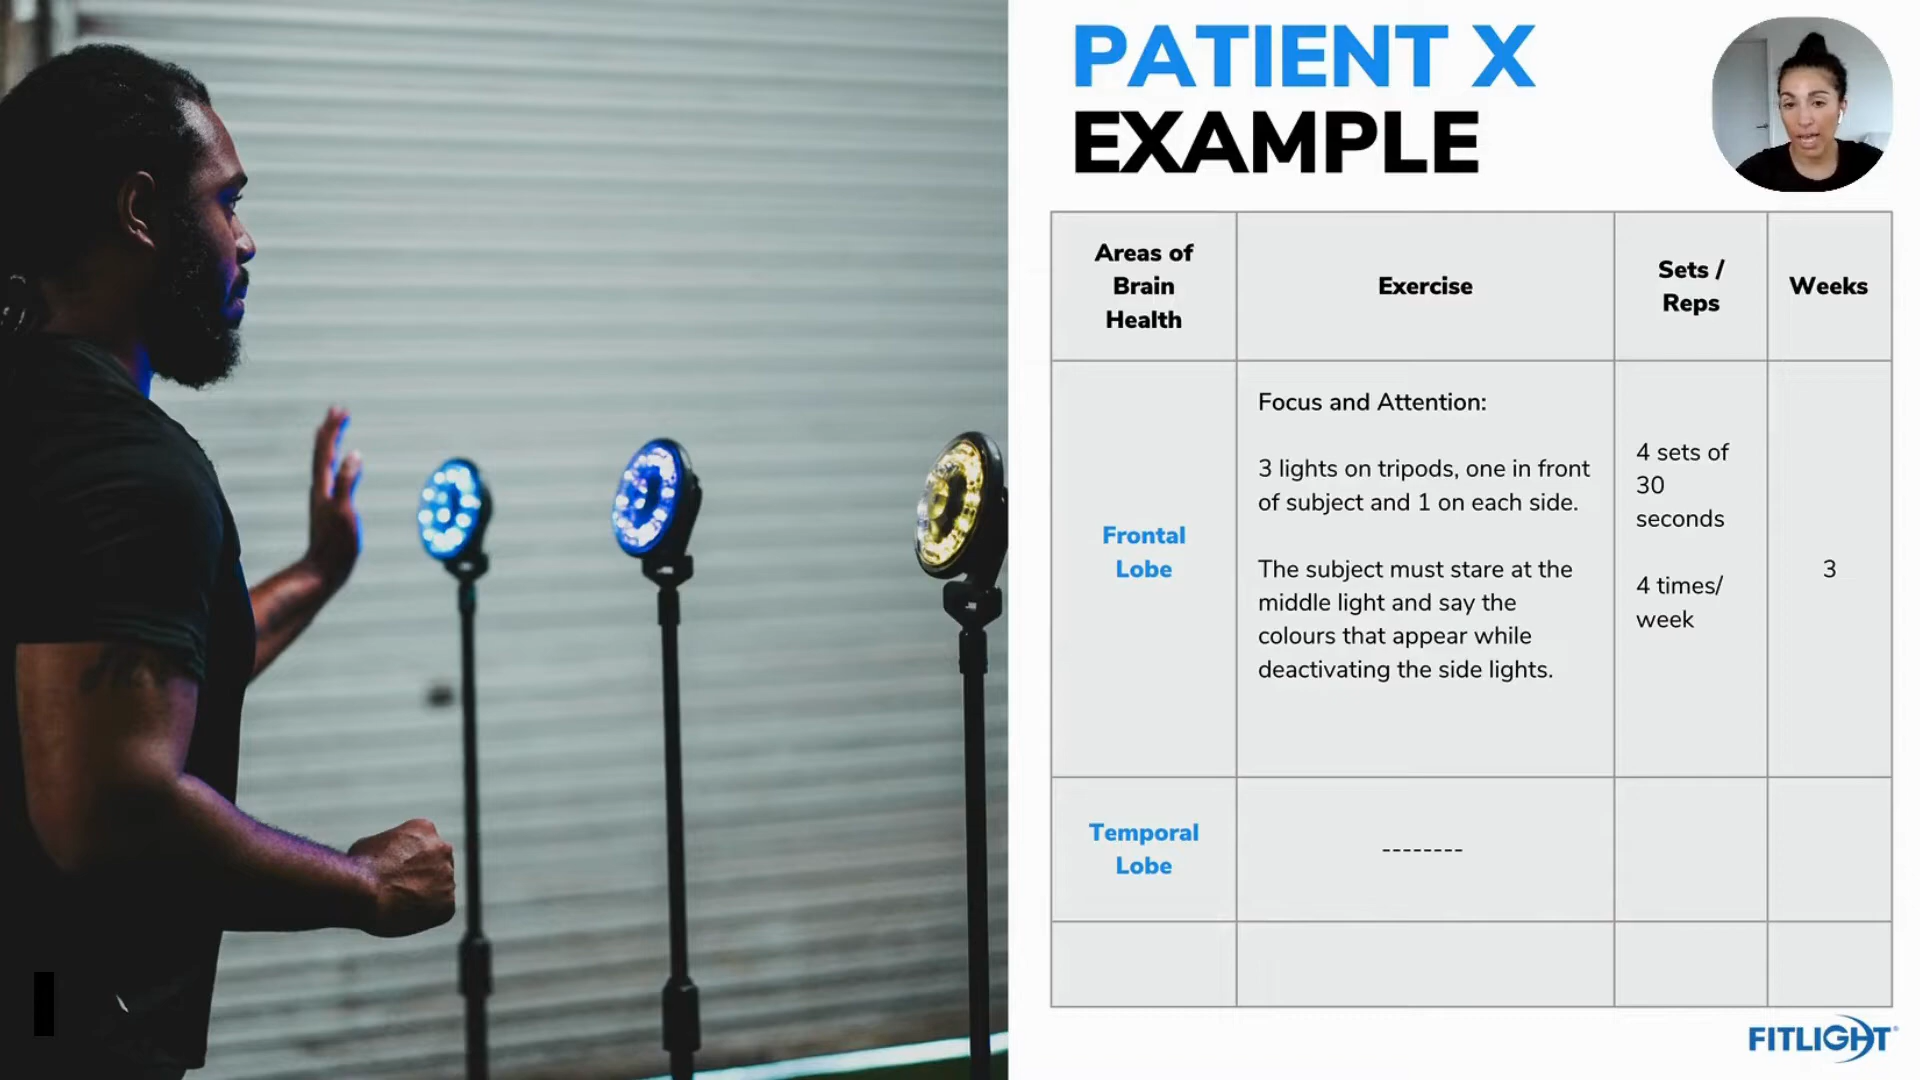 PATIENT X
EXAMPLE
Areas of
Brain
Health
Exercise
Sets /
Reps
Weeks
Frontal
Lobe
Focus and Attention:
3 lights on tripods, one in front
of subject and 1 on each side.
The subject must stare at the
middle light and say the
colours that appear while
deactivating the side lights.
4 sets of
30
seconds
4 times/
week
3
Temporal
Lobe
--------
FITLIGHT